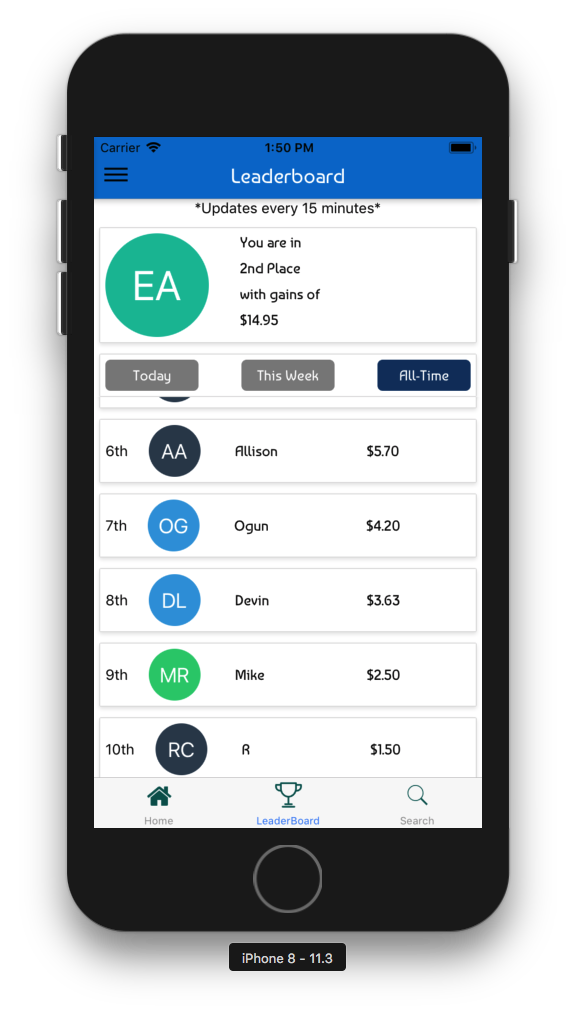 Carrier 1:50 PM
Leaderboard
*Updates every 15 minutes*
EA
You are in
2nd Place
with gains of
$14.95
Today This Week All-Time
6th AA Allison $5.70
7th OG Ogun $4.20
8th DL Devin $3.63
9th MR Mike $2.50
10th RC R $1.50
Home LeaderBoard Search
iPhone 8 - 11.3